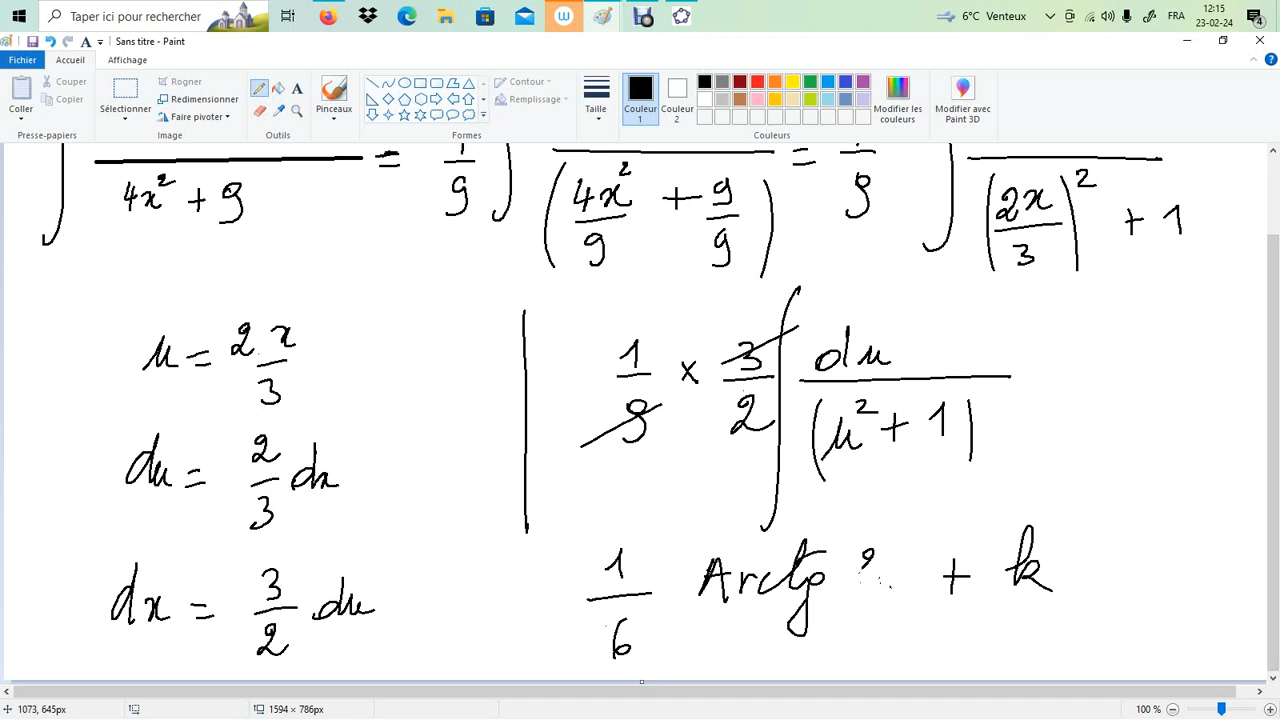 Taper ici pour rechercher
6°C Venteux
FRA
12:15
23-02-24
4
Sans titre - Paint
Fichier Accueil Affichage
Coller
Couper
Copier
Presse-papiers
Sélectionner
Rogner
Redimensionner
Faire pivoter
Image
A
Outils
Pinceaux
Contour
Remplissage
Formes
Taille
Couleur 1
Couleur 2
Modifier les couleurs
Couleurs
Modifier avec Paint 3D
∫ / (4x² + 9) = 1/9 ∫ / (4x²/9 + 9/9) = 1/9 ∫ / ((2x/3)² + 1)
u = 2x/3
1/9 × 3/2 ∫ du/(u² + 1)
du = 2/3 dx
dx = 3/2 du
1/6 Arctg + k
1073, 645px
1594 × 786px
100 %